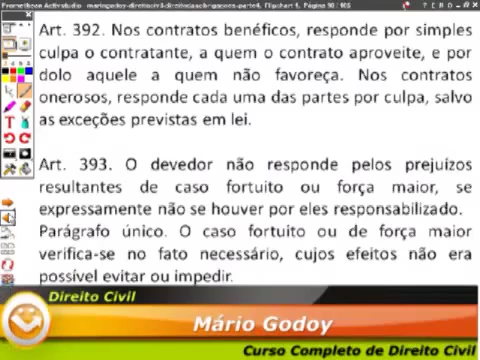 Art. 392. Nos contratos benéficos, responde por simples
culpa o contratante, a quem o contrato aproveite, e por
dolo aquele a quem não favoreça. Nos contratos
onerosos, responde cada uma das partes por culpa, salvo
as exceções previstas em lei.
Art. 393. O devedor não responde pelos prejuízos
resultantes de caso fortuito ou força maior, se
expressamente não se houver por eles responsabilizado.
Parágrafo único. O caso fortuito ou de força maior
verifica-se no fato necessário, cujos efeitos não era
possível evitar ou impedir.
Direito Civil
Mário Godoy
Curso Completo de Direito Civil